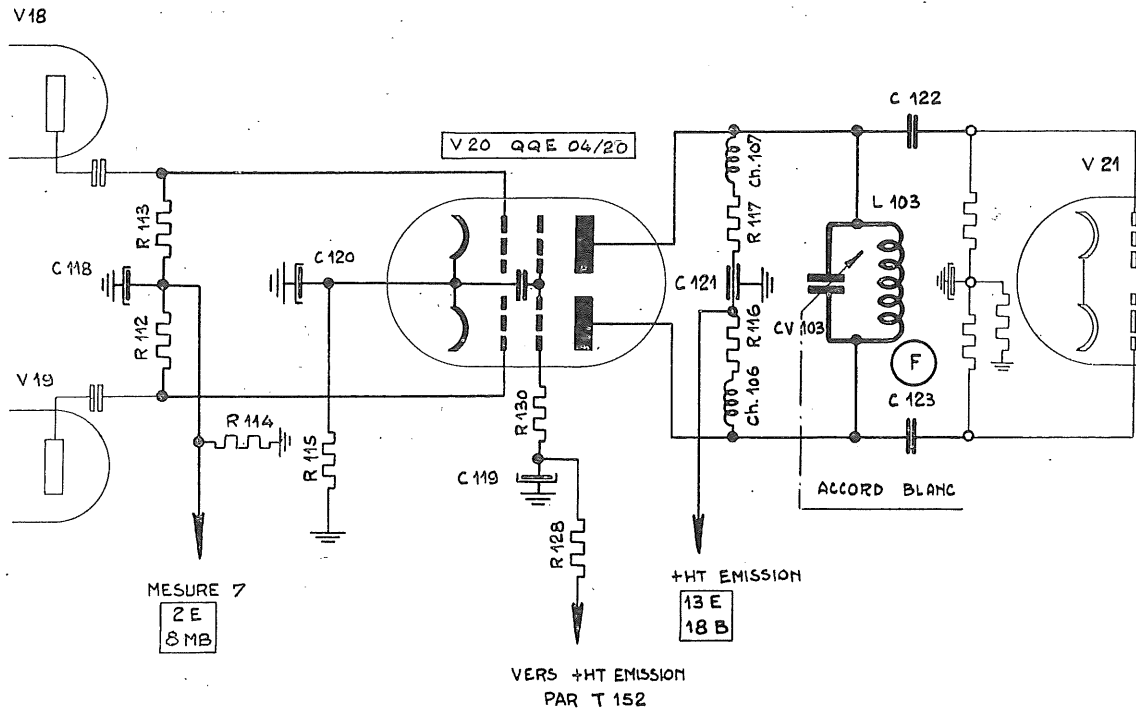 V18
C 122
V 20 QQE 04/20
Ch.107
V 21
R 113
R 117
L 103
C 118
C 120
C 121
R 112
R 116
CV 103
F
V 19
R 114
R 130
Ch.106
C 123
R 115
C 119
ACCORD BLANC
R 128
MESURE 7
2 E
8 MB
+HT EMISSION
13 E
18 B
VERS +HT EMISSION
PAR T 152